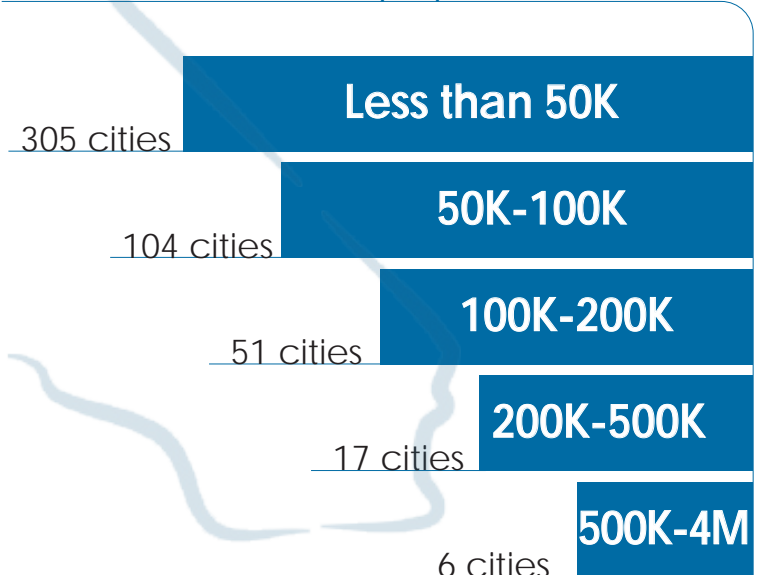 Less than 50K
305 cities
50K-100K
104 cities
100K-200K
51 cities
200K-500K
17 cities
500K-4M
6 cities